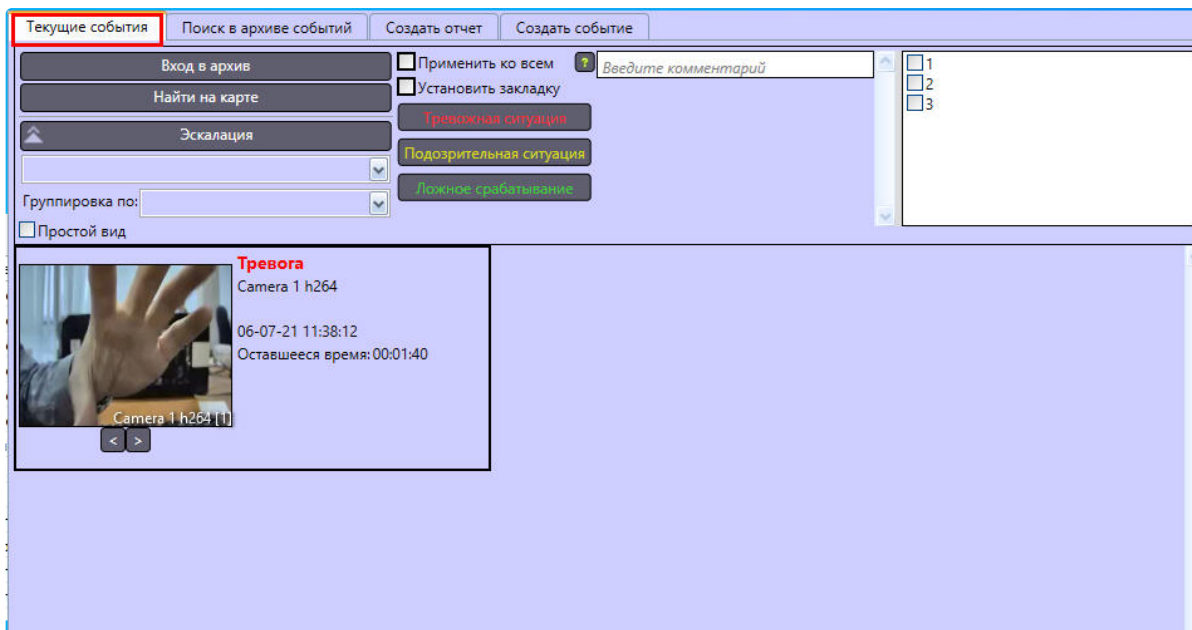 Текущие события
Поиск в архиве событий
Создать отчет
Создать событие
Вход в архив
Найти на карте
Эскалация
Группировка по:
Простой вид
Применить ко всем
?
Установить закладку
Тревожная ситуация
Подозрительная ситуация
Ложное срабатывание
Введите комментарий
1
2
3
Тревога
Camera 1 h264
06-07-21 11:38:12
Оставшееся время: 00:01:40
Camera 1 h264 [1]
< >